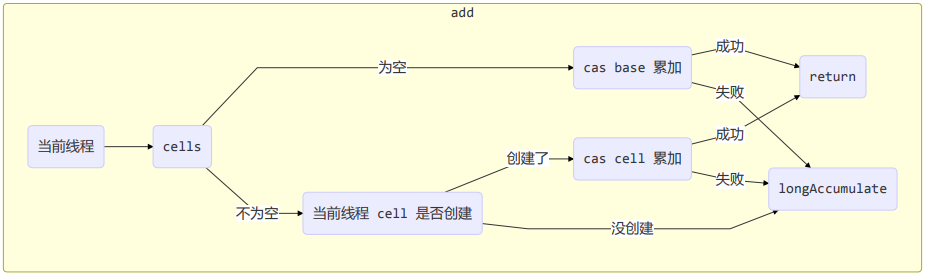 add
当前线程
cells
为空
不为空
cas base 累加
当前线程 cell 是否创建
创建了
没创建
cas cell 累加
成功
失败
成功
失败
return
longAccumulate